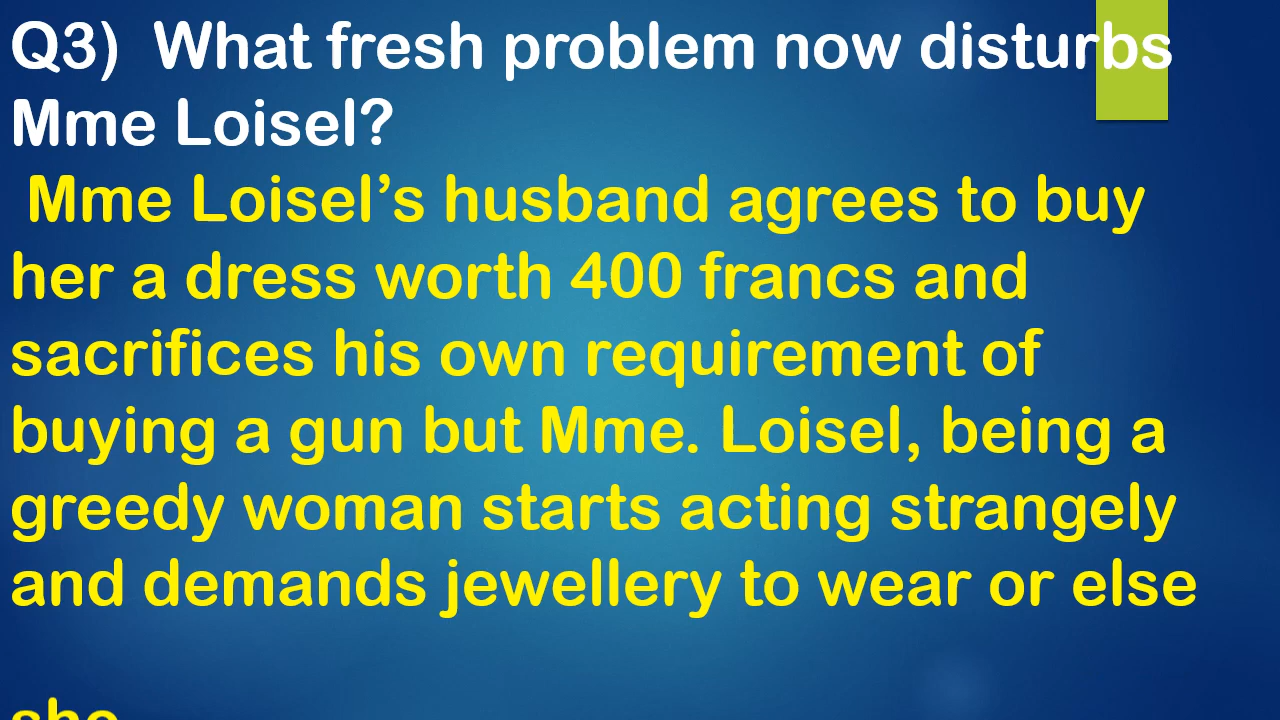 Q3)  What fresh problem now disturbs
Mme Loisel?
Mme Loisel’s husband agrees to buy
her a dress worth 400 francs and
sacrifices his own requirement of
buying a gun but Mme. Loisel, being a
greedy woman starts acting strangely
and demands jewellery to wear or else
she